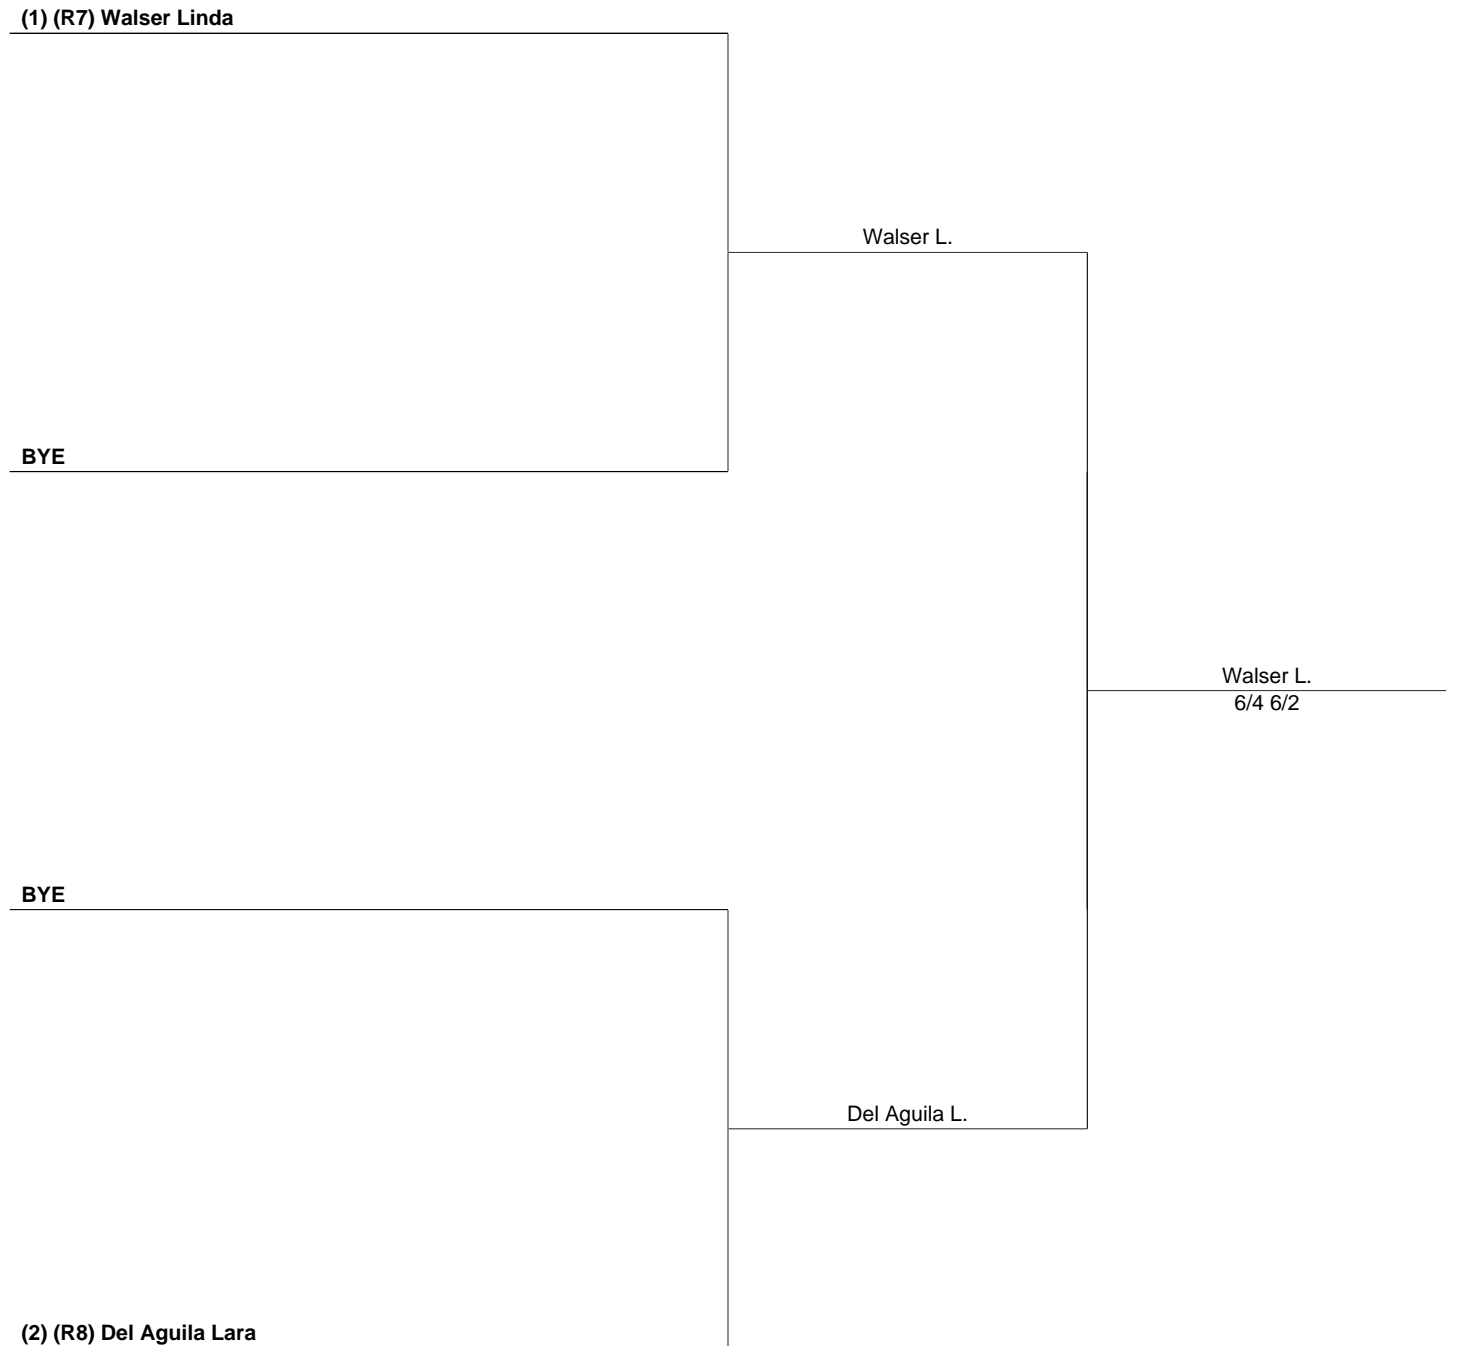 (1) (R7) Walser Linda
Walser L.
BYE
Walser L.
6/4 6/2
BYE
Del Aguila L.
(2) (R8) Del Aguila Lara